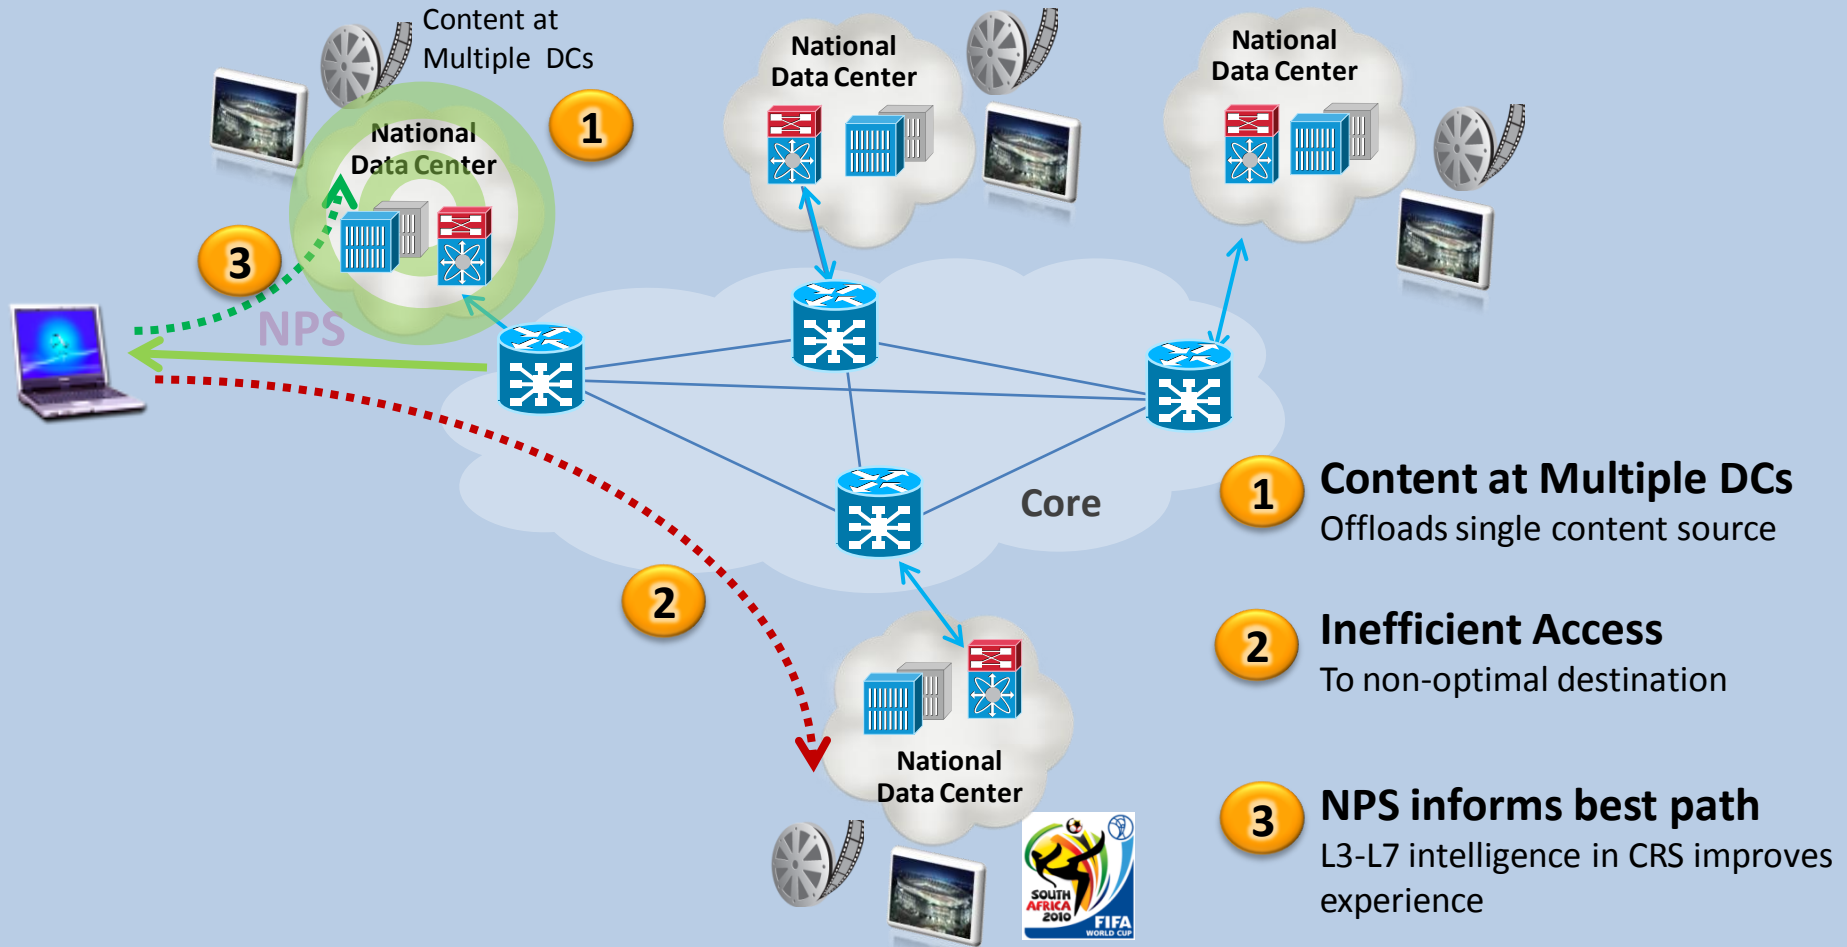 Content at
Multiple DCs
1
National
Data Center
National
Data Center
National
Data Center
3
NPS
2
Core
National
Data Center
SOUTH
AFRICA
2010
FIFA
WORLD CUP
1
Content at Multiple DCs
Offloads single content source
2
Inefficient Access
To non-optimal destination
3
NPS informs best path
L3-L7 intelligence in CRS improves
experience